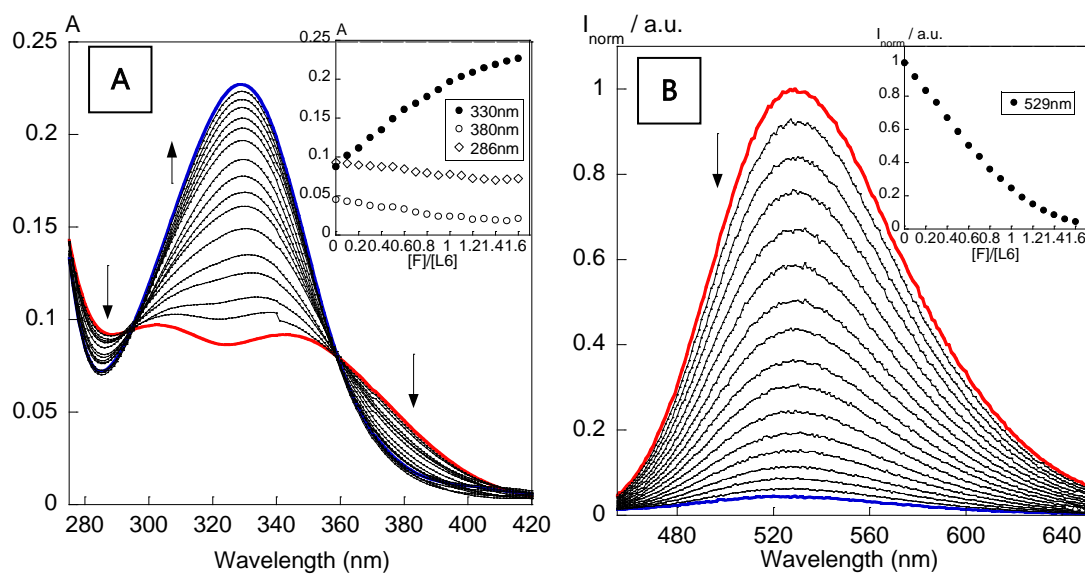 A
0.25
0.2
0.15
0.1
0.05
0
280 300 320 340 360 380 400 420
Wavelength (nm)
A
A
0.25
0.2
0.15
0.1
0.05
0
330nm
380nm
286nm
0 0.20.40.60.8 1 1.21.41.6
[F]/[L6]
I norm / a.u.
1
0.8
0.6
0.4
0.2
0
480 520 560 600 640
Wavelength (nm)
B
I norm / a.u.
1
0.8
0.6
0.4
0.2
0
529nm
0 0.20.40.60.8 1 1.21.41.6
[F]/[L6]